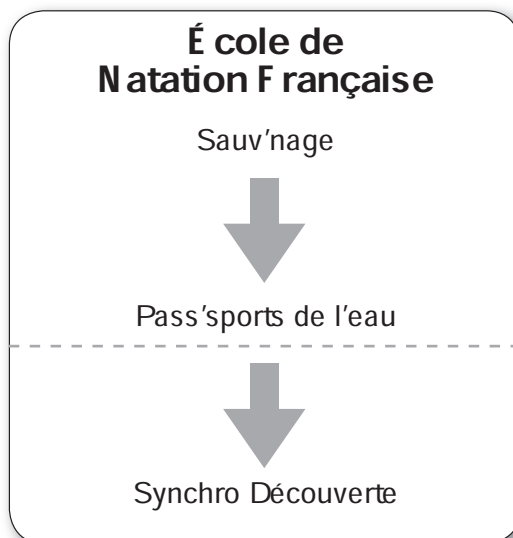 École de
Natation Française
Sauv'nage
Pass'sports de l'eau
Synchro Découverte